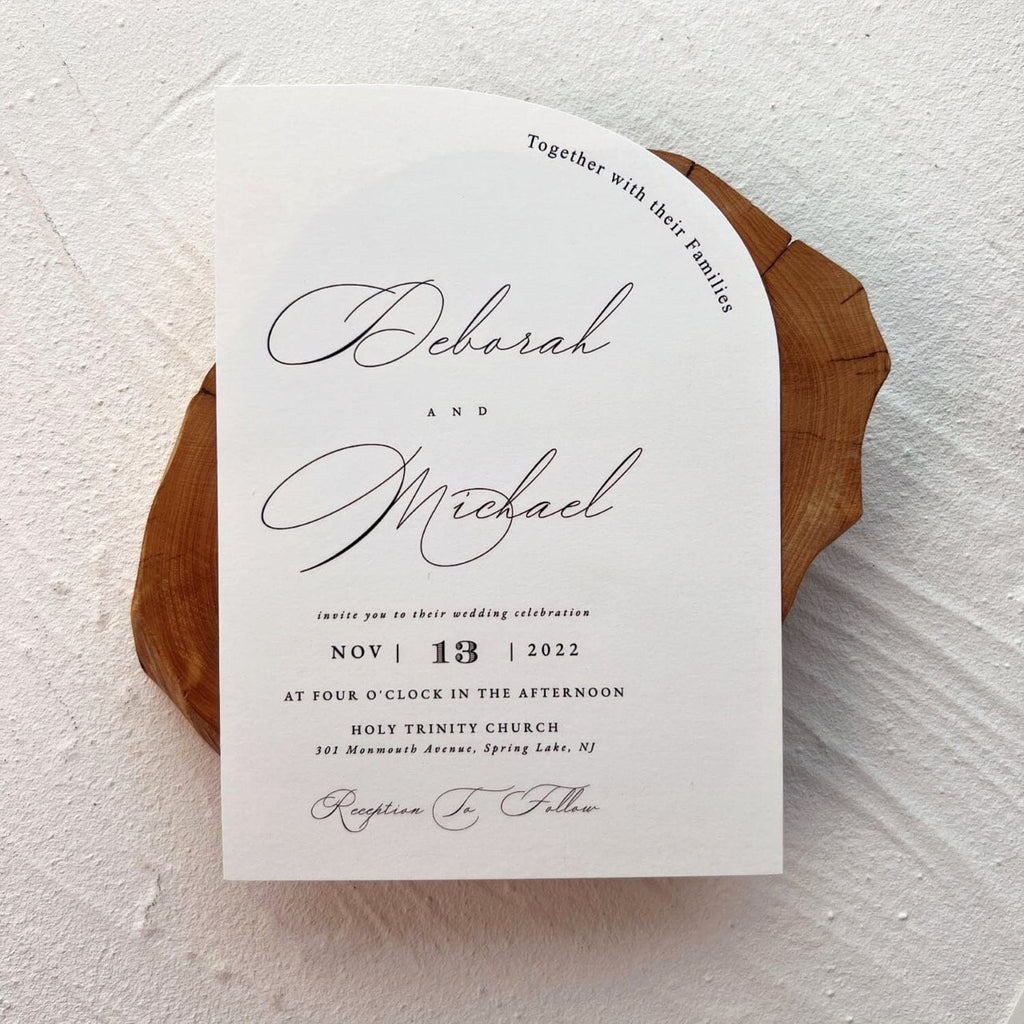 Together with their Families
Deborah
AND
Michael
invite you to their wedding celebration
NOV | 13 | 2022
AT FOUR O'CLOCK IN THE AFTERNOON
HOLY TRINITY CHURCH
301 Monmouth Avenue, Spring Lake, NJ
Reception To Follow